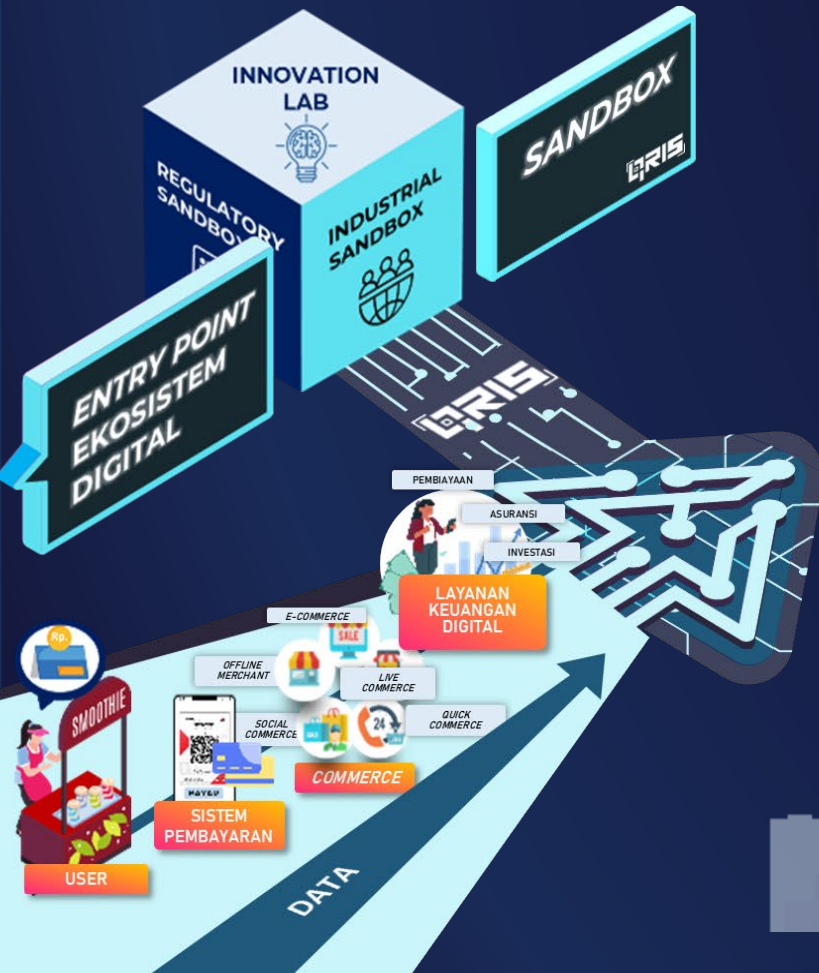 INNOVATION
LAB
REGULATORY
SANDBOX
INDUSTRIAL
SANDBOX
SANDBOX
QRIS
ENTRY POINT
EKOSISTEM
DIGITAL
QRIS
PEMBIAYAAN
ASURANSI
INVESTASI
LAYANAN
KEUANGAN
DIGITAL
E-COMMERCE
SALE
OFFLINE
MERCHANT
LIVE
COMMERCE
SOCIAL
COMMERCE
QUICK
COMMERCE
24
COMMERCE
Rp.
SMOOTHIE
SISTEM
PEMBAYARAN
USER
DATA